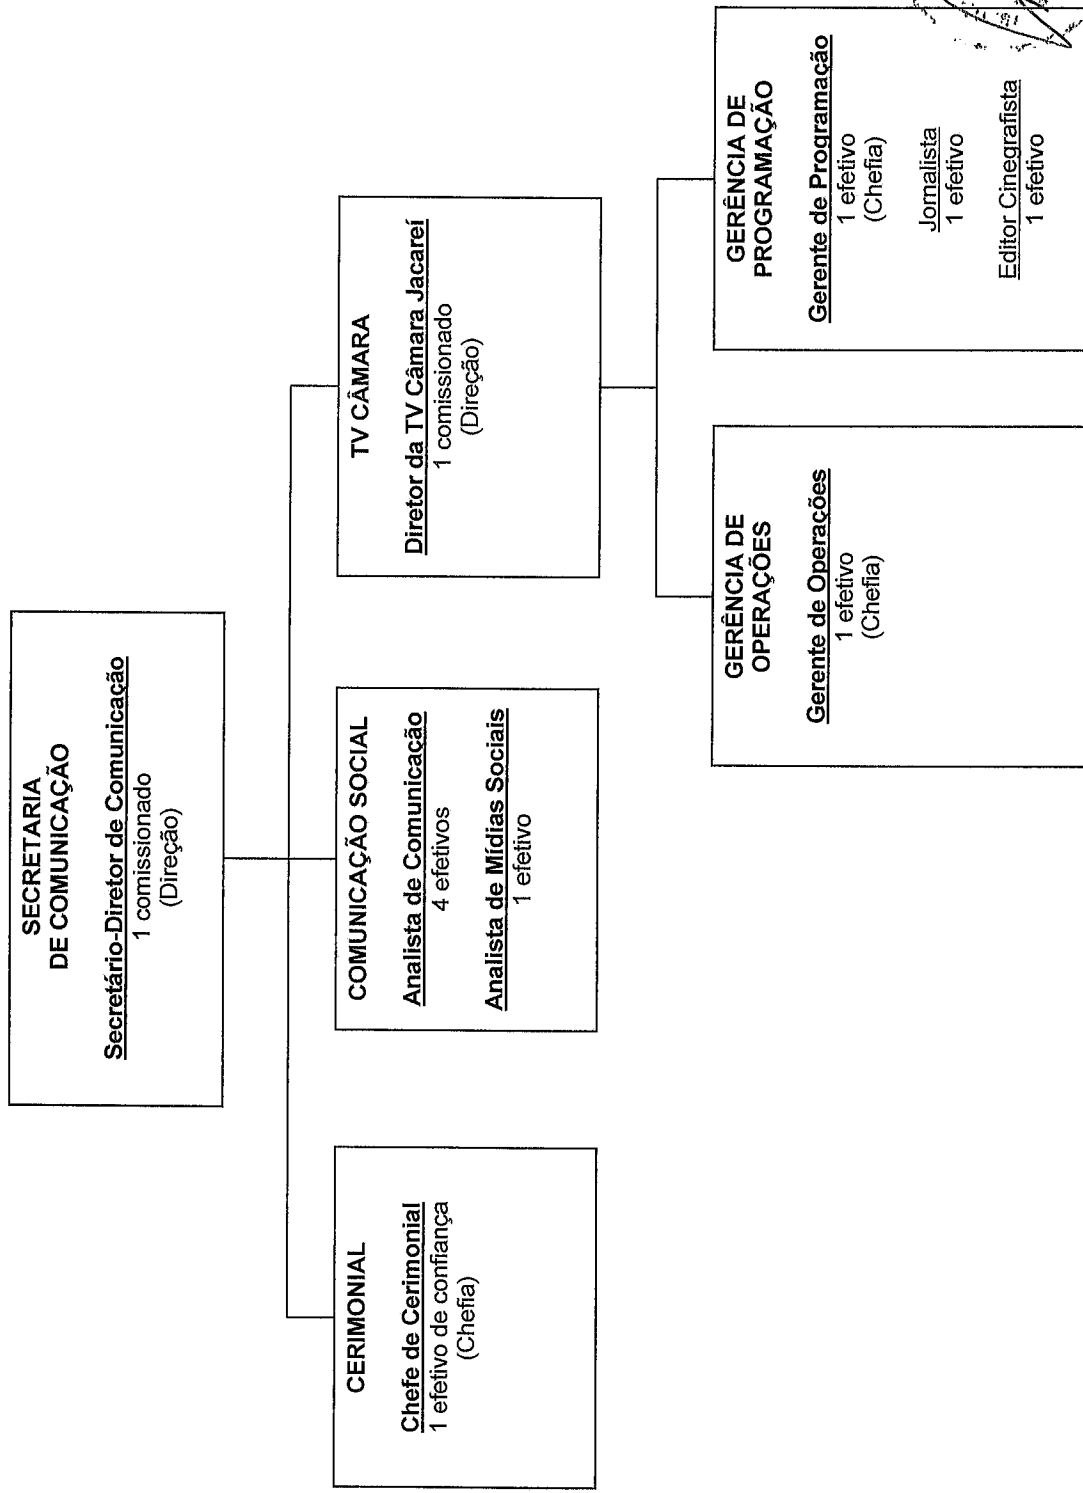 SECRETARIA
DE COMUNICAÇÃO
Secretário-Diretor de Comunicação
1 comissionado
(Direção)
CERIMONIAL
Chefe de Cerimonial
1 efetivo de confiança
(Chefia)
COMUNICAÇÃO SOCIAL
Analista de Comunicação
4 efetivos
Analista de Mídias Sociais
1 efetivo
TV CÂMARA
Diretor da TV Câmara Jacareí
1 comissionado
(Direção)
GERÊNCIA DE
OPERAÇÕES
Gerente de Operações
1 efetivo
(Chefia)
GERÊNCIA DE
PROGRAMAÇÃO
Gerente de Programação
1 efetivo
(Chefia)
Jornalista
1 efetivo
Editor Cinegrafista
1 efetivo